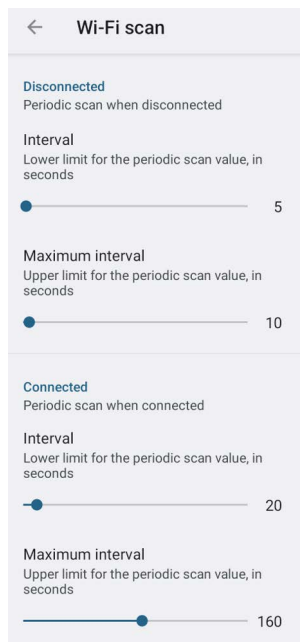 Wi-Fi scan
Disconnected
Periodic scan when disconnected
Interval
Lower limit for the periodic scan value, in
seconds
5
Maximum interval
Upper limit for the periodic scan value, in
seconds
10
Connected
Periodic scan when connected
Interval
Lower limit for the periodic scan value, in
seconds
20
Maximum interval
Upper limit for the periodic scan value, in
seconds
160